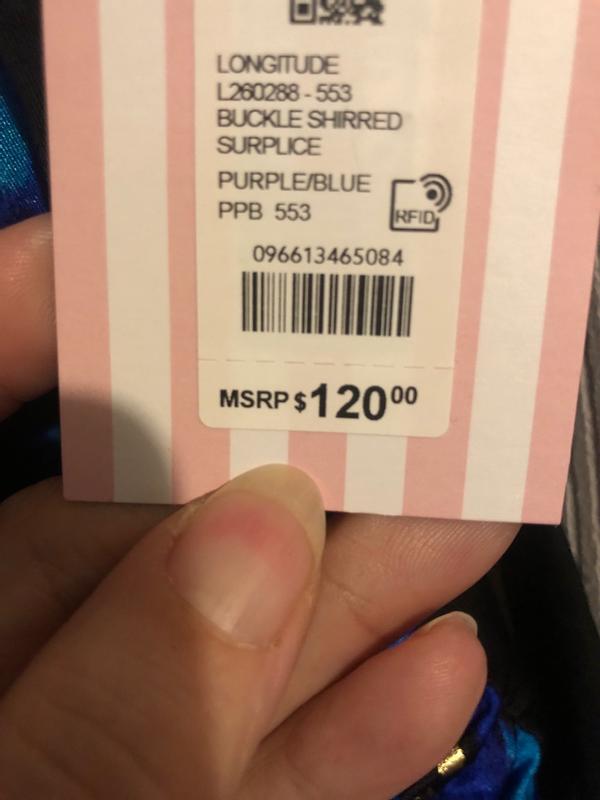 LONGITUDE
L260288 - 553
BUCKLE SHIRRED
SURPLICE
PURPLE/BLUE
PPB 553
RFID
096613465084
MSRP $120.00